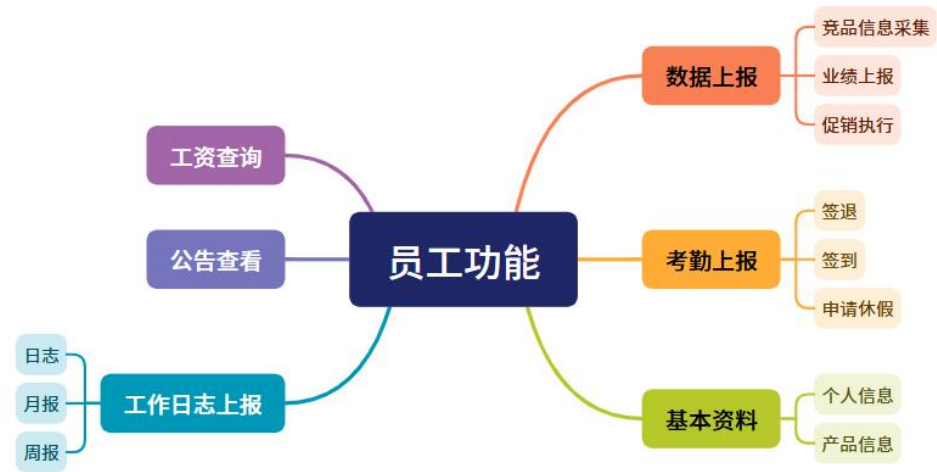 员工功能
数据上报
竞品信息采集
业绩上报
促销执行
考勤上报
签退
签到
申请休假
基本资料
个人信息
产品信息
工资查询
公告查看
工作日志上报
日志
月报
周报